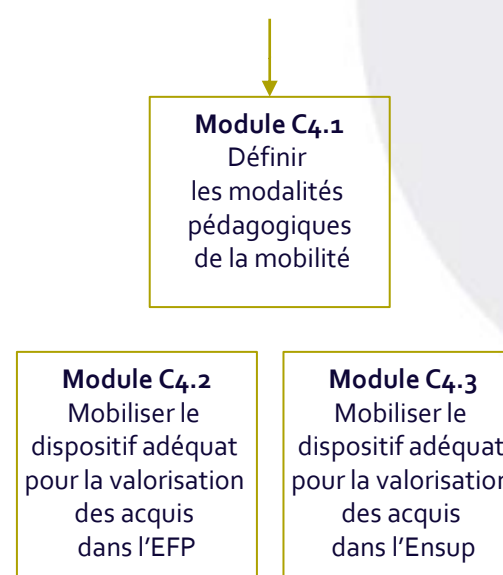 Module C4.1
Définir
les modalités
pédagogiques
de la mobilité
Module C4.2
Mobiliser le
dispositif adéquat
pour la valorisation
des acquis
dans l'EFP
Module C4.3
Mobiliser le
dispositif adéquat
pour la valorisation
des acquis
dans l'Ensup